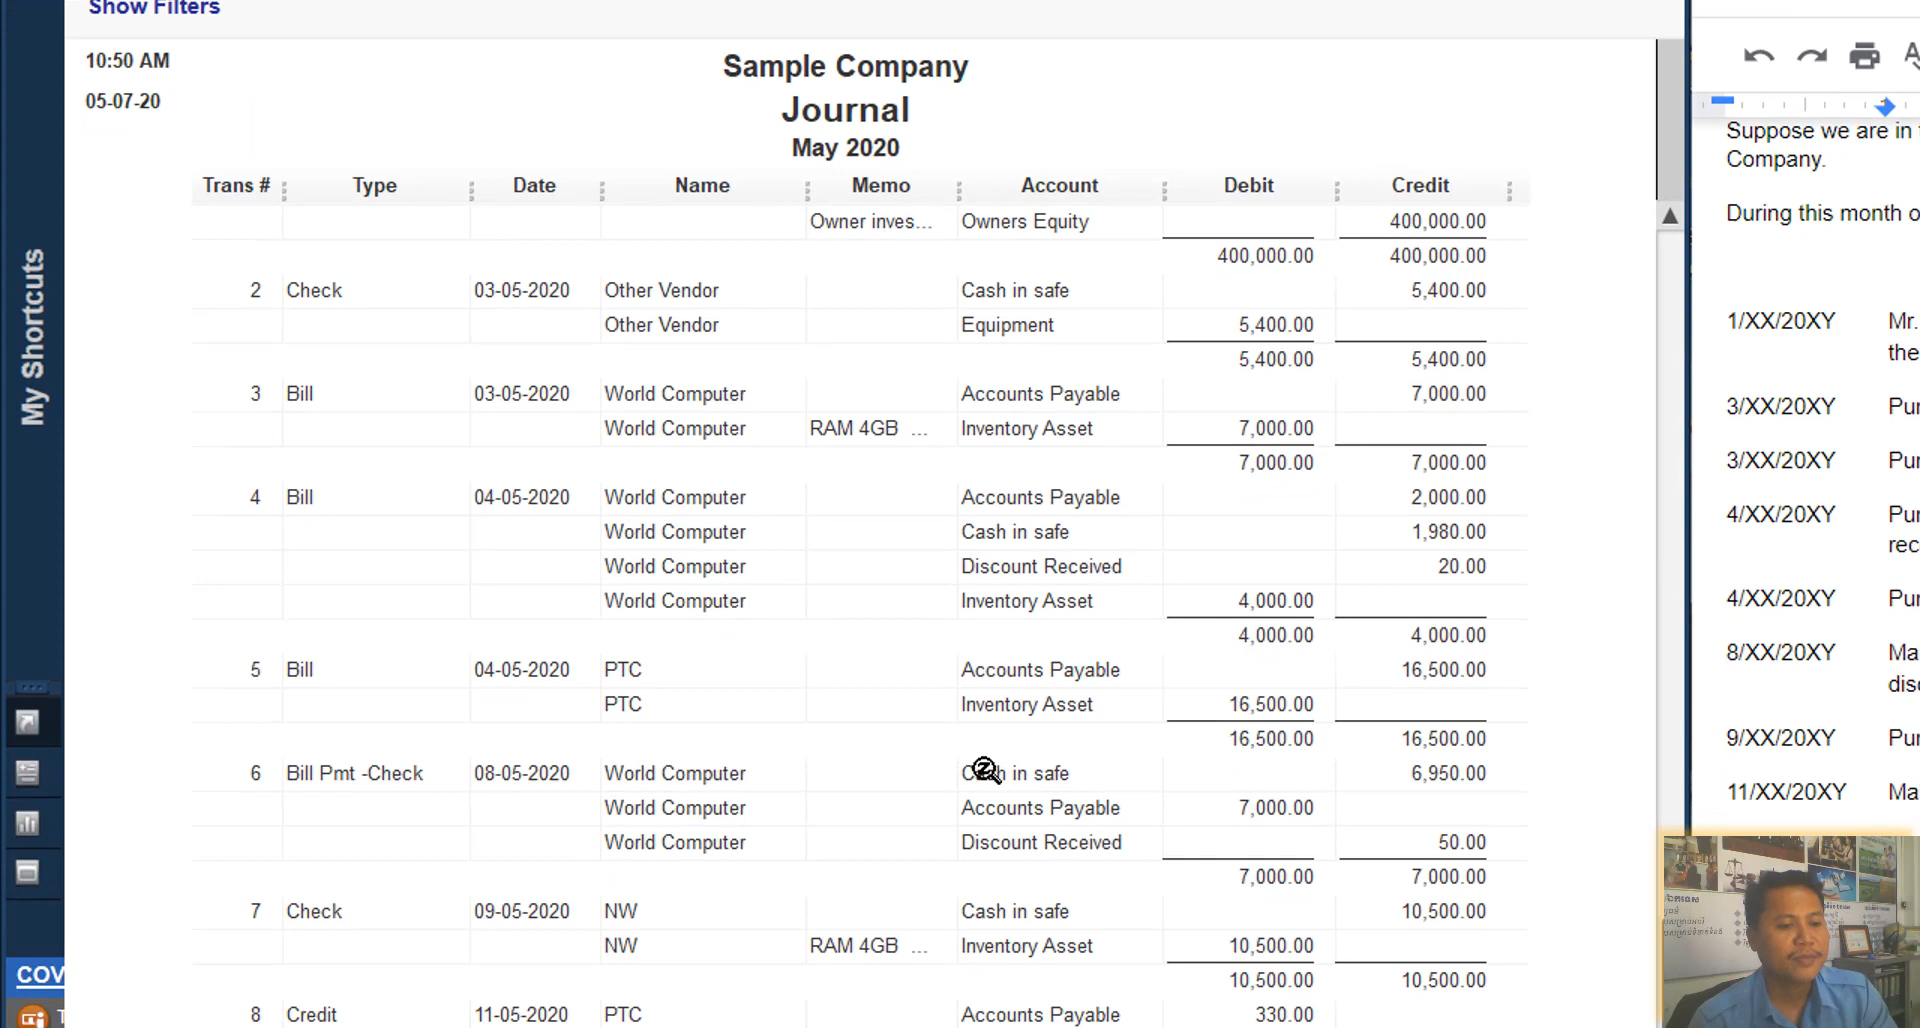 Show Filters
10:50 AM
05-07-20
Sample Company
Journal
May 2020
Trans # Type Date Name Memo Account Debit Credit
Owner inves... Owners Equity 400,000.00
400,000.00 400,000.00
2 Check 03-05-2020 Other Vendor Cash in safe 5,400.00
Other Vendor Equipment 5,400.00
5,400.00 5,400.00
3 Bill 03-05-2020 World Computer Accounts Payable 7,000.00
World Computer RAM 4GB ... Inventory Asset 7,000.00
7,000.00 7,000.00
4 Bill 04-05-2020 World Computer Accounts Payable 2,000.00
World Computer Cash in safe 1,980.00
World Computer Discount Received 20.00
World Computer Inventory Asset 4,000.00
4,000.00 4,000.00
5 Bill 04-05-2020 PTC Accounts Payable 16,500.00
PTC Inventory Asset 16,500.00
16,500.00 16,500.00
6 Bill Pmt -Check 08-05-2020 World Computer Cash in safe 6,950.00
World Computer Accounts Payable 7,000.00
World Computer Discount Received 50.00
7,000.00 7,000.00
7 Check 09-05-2020 NW Cash in safe 10,500.00
NW RAM 4GB ... Inventory Asset 10,500.00
10,500.00 10,500.00
8 Credit 11-05-2020 PTC Accounts Payable 330.00
My Shortcuts
COV
Suppose we are in
Company.
During this month o
1/XX/20XY Mr.
the
3/XX/20XY Pur
3/XX/20XY Pur
4/XX/20XY Pur
rec
4/XX/20XY Pur
8/XX/20XY Ma
disc
9/XX/20XY Pur
11/XX/20XY Ma